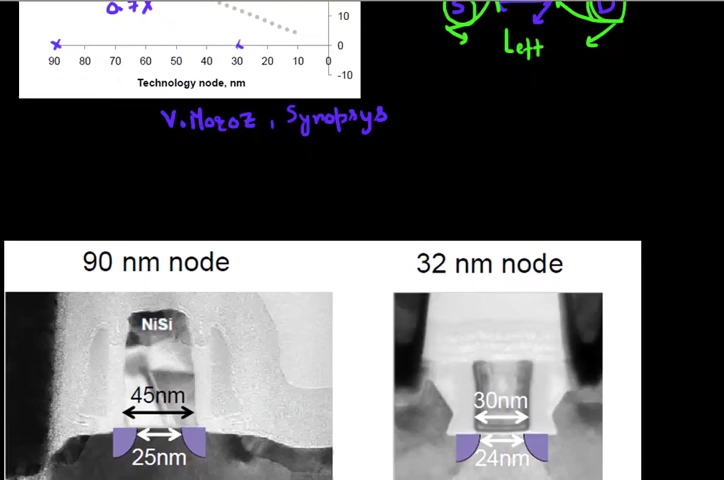 0.7x
10
0
-10
90 80 70 60 50 40 30 20 10 0
Technology node, nm
S D
Leff
V. Moroz, Synopsys
90 nm node
32 nm node
NiSi
45nm
25nm
30nm
24nm